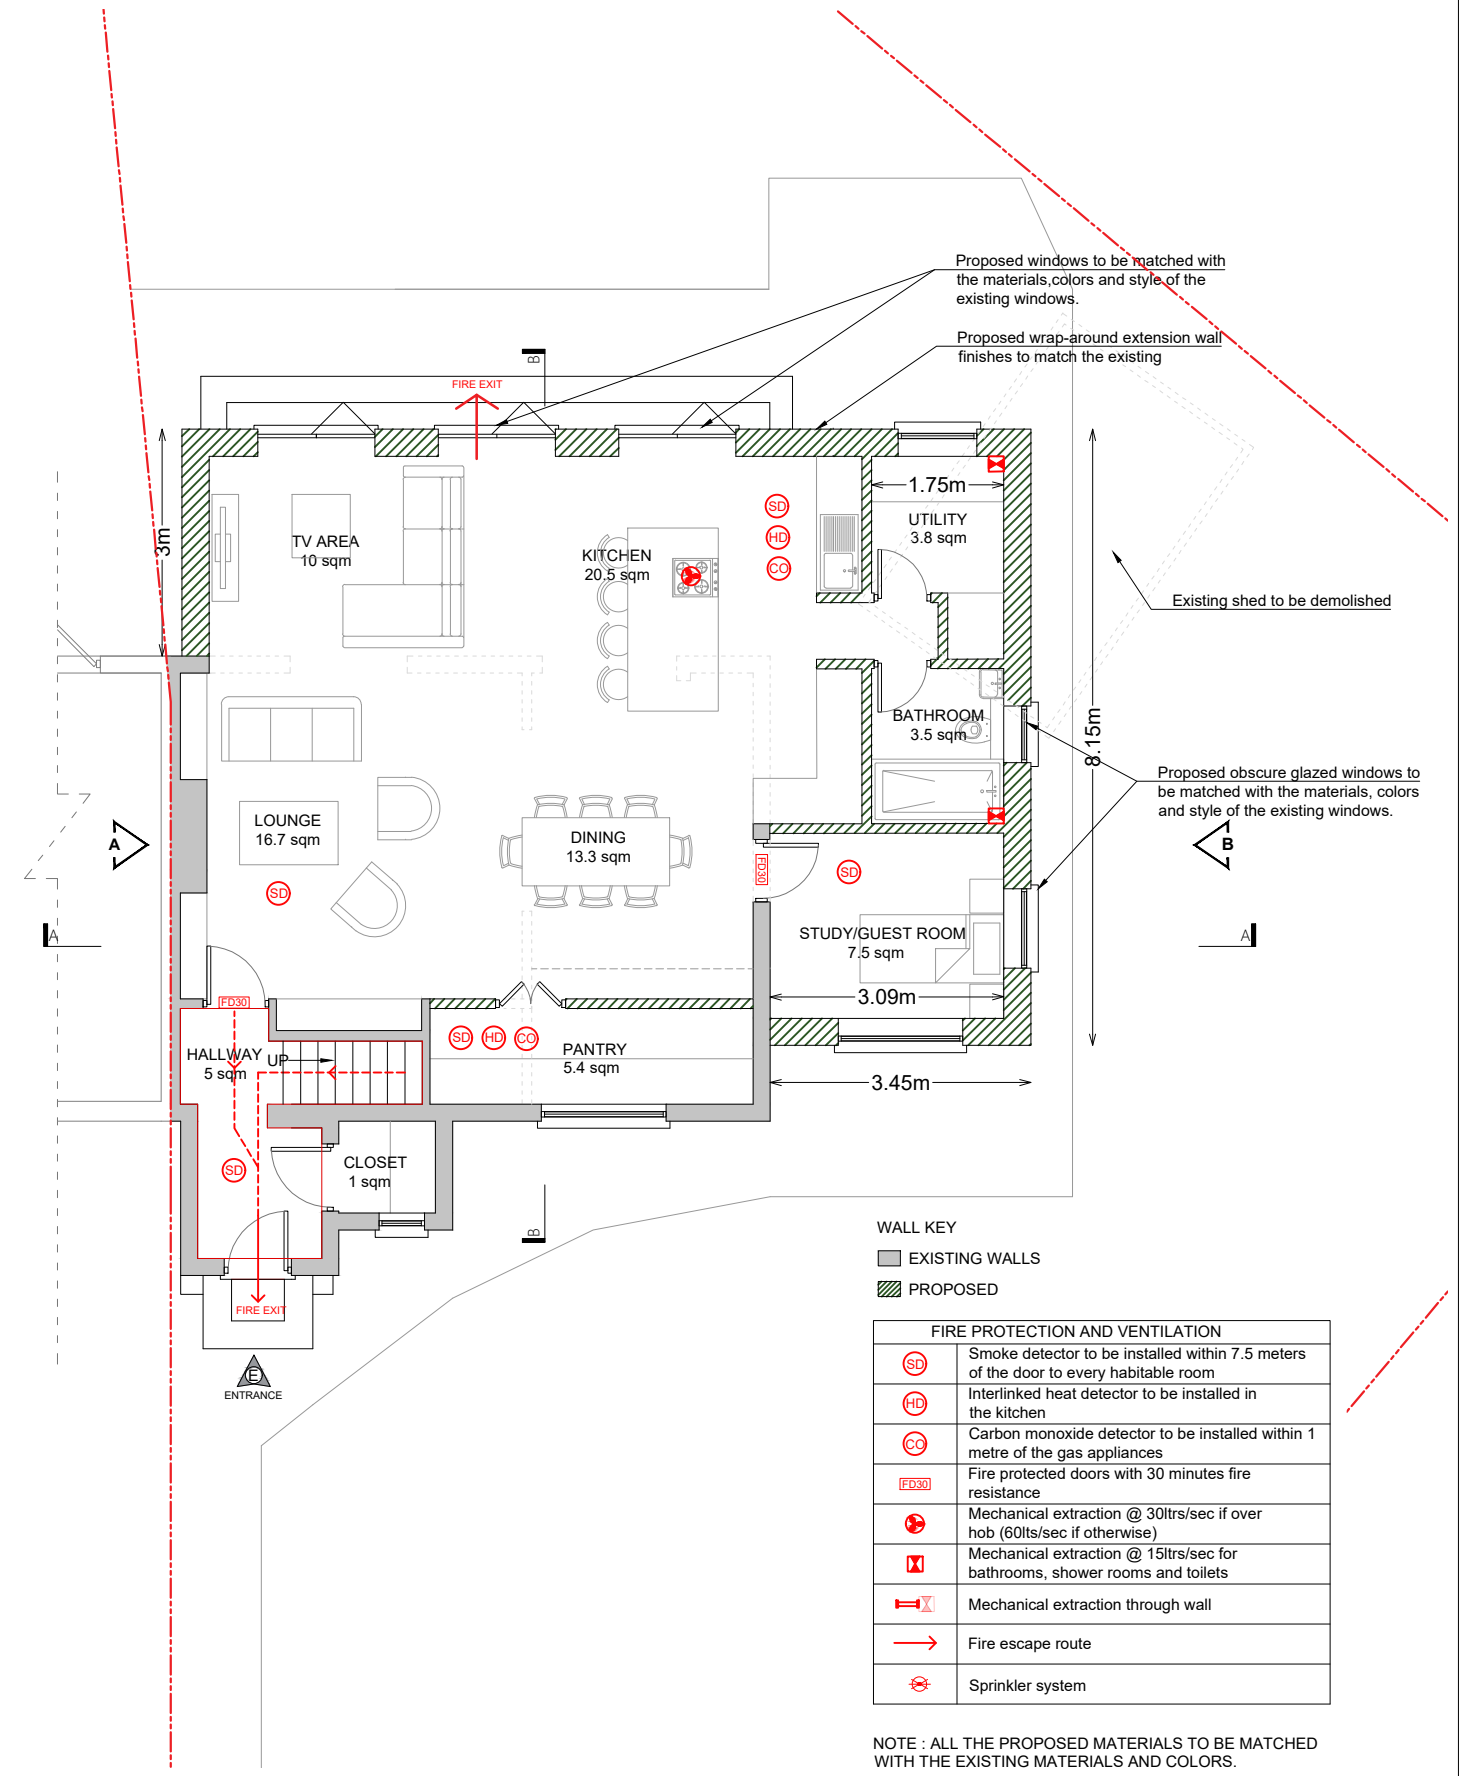 Proposed windows to be matched with
the materials,colors and style of the
existing windows.
Proposed wrap-around extension wall
finishes to match the existing
B
FIRE EXIT
3m
TV AREA
10 sqm
KITCHEN
20.5 sqm
SD
HD
CO
1.75m
UTILITY
3.8 sqm
Existing shed to be demolished
BATHROOM
3.5 sqm
8.15m
Proposed obscure glazed windows to
be matched with the materials, colors
and style of the existing windows.
A
LOUNGE
16.7 sqm
SD
DINING
13.3 sqm
FD30
SD
B
STUDY/GUEST ROOM
7.5 sqm
A
A
3.09m
FD30
SD
HD
CO
PANTRY
5.4 sqm
HALLWAY
5 sqm
UP
3.45m
SD
CLOSET
1 sqm
B
FIRE EXIT
E
ENTRANCE
WALL KEY
EXISTING WALLS
PROPOSED
FIRE PROTECTION AND VENTILATION
SD
Smoke detector to be installed within 7.5 meters
of the door to every habitable room
HD
Interlinked heat detector to be installed in
the kitchen
CO
Carbon monoxide detector to be installed within 1
metre of the gas appliances
FD30
Fire protected doors with 30 minutes fire
resistance
Mechanical extraction @ 30ltrs/sec if over
hob (60lts/sec if otherwise)
Mechanical extraction @ 15ltrs/sec for
bathrooms, shower rooms and toilets
Mechanical extraction through wall
Fire escape route
Sprinkler system
NOTE : ALL THE PROPOSED MATERIALS TO BE MATCHED
WITH THE EXISTING MATERIALS AND COLORS.